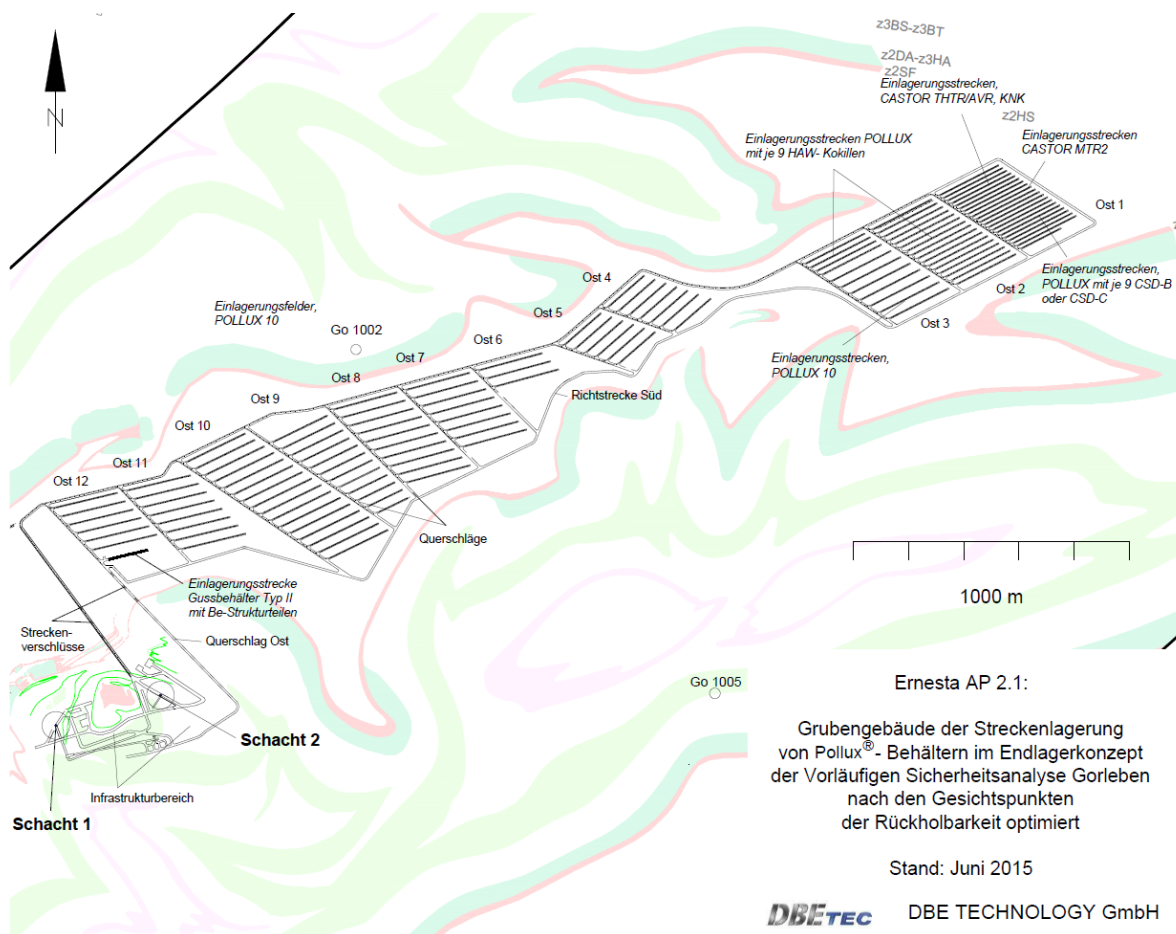 z3BS-z3BT
z2DA-z3HA
z2SF
Einlagerungsstrecken,
CASTOR THTR/AVR, KNK
z2HS
Einlagerungsstrecken POLLUX
mit je 9 HAW- Kokillen
Einlagerungsstrecken
CASTOR MTR2
N
Ost 1
Einlagerungsstrecken,
POLLUX mit je 9 CSD-B
oder CSD-C
Ost 2
Ost 3
Ost 4
Ost 5
Einlagerungsfelder,
POLLUX 10
Go 1002
Ost 6
Ost 7
Ost 8
Einlagerungsstrecken,
POLLUX 10
Richtstrecke Süd
Ost 9
Ost 10
Ost 11
Ost 12
Querschläge
Einlagerungsstrecke
Gussbehälter Typ II
mit Be-Strukturteilen
1000 m
Strecken-
verschlüsse
Querschlag Ost
Go 1005
Schacht 2
Infrastrukturbereich
Schacht 1
Ernesta AP 2.1:
Grubengebäude der Streckenlagerung
von Pollux®- Behältern im Endlagerkonzept
der Vorläufigen Sicherheitsanalyse Gorleben
nach den Gesichtspunkten
der Rückholbarkeit optimiert
Stand: Juni 2015
DBETEC DBE TECHNOLOGY GmbH